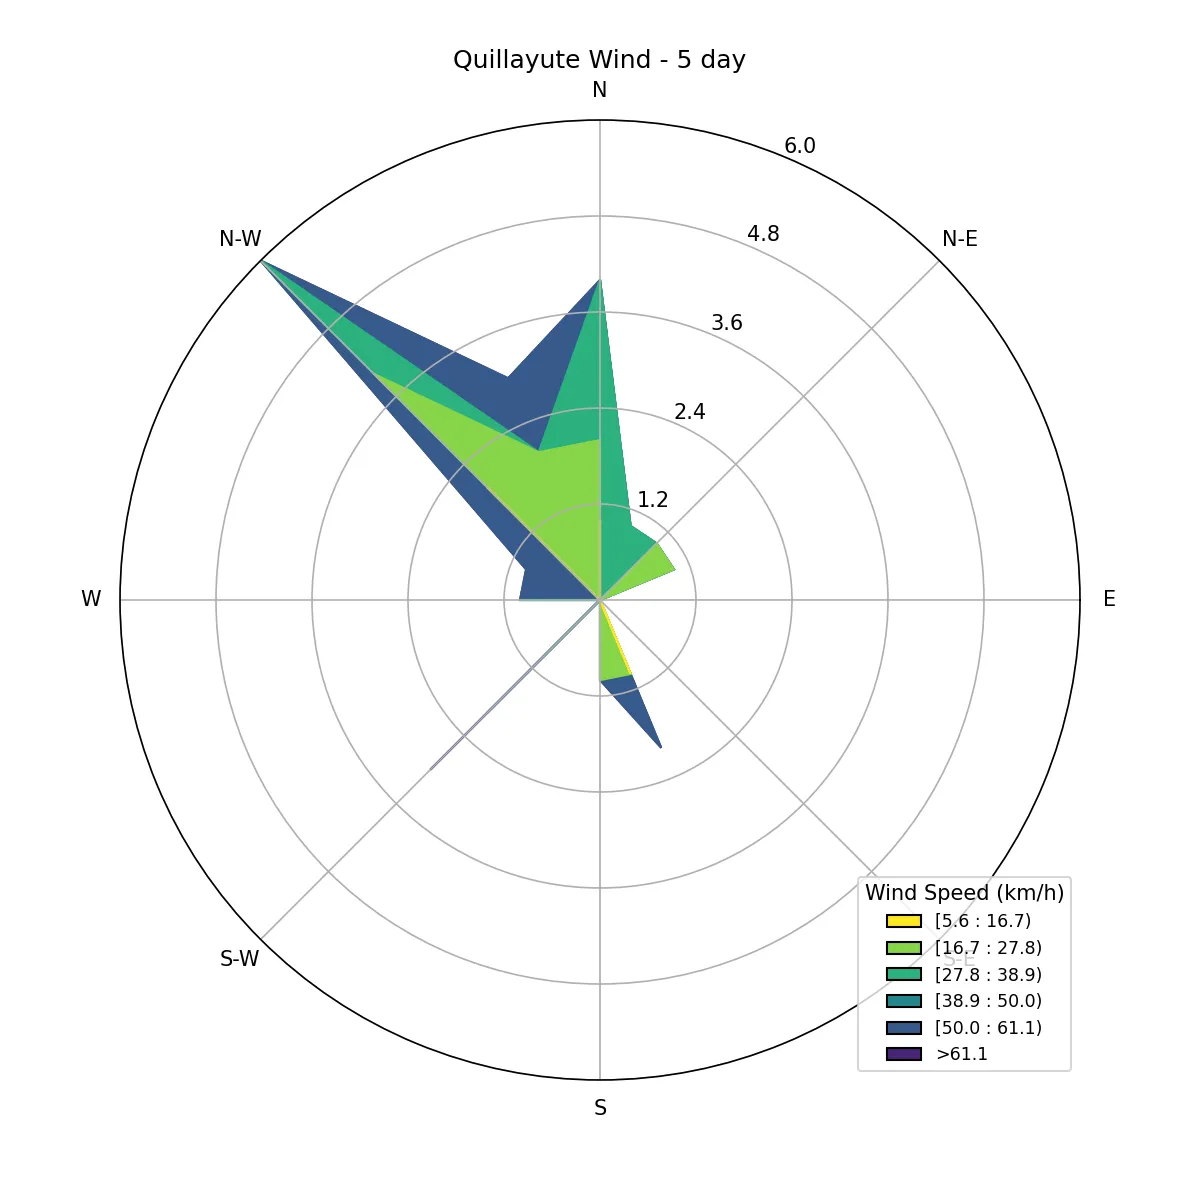 Quillayute Wind - 5 day
N
6.0
N-W
N-E
4.8
3.6
2.4
1.2
W
E
Wind Speed (km/h)
[5.6 : 16.7)
[16.7 : 27.8)
S-W
S-E
[27.8 : 38.9)
[38.9 : 50.0)
[50.0 : 61.1)
>61.1
S